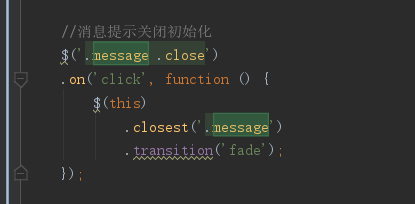 //消息提示关闭初始化
$('.message .close')
.on('click', function () {
$(this)
.closest('.message')
.transition('fade');
});